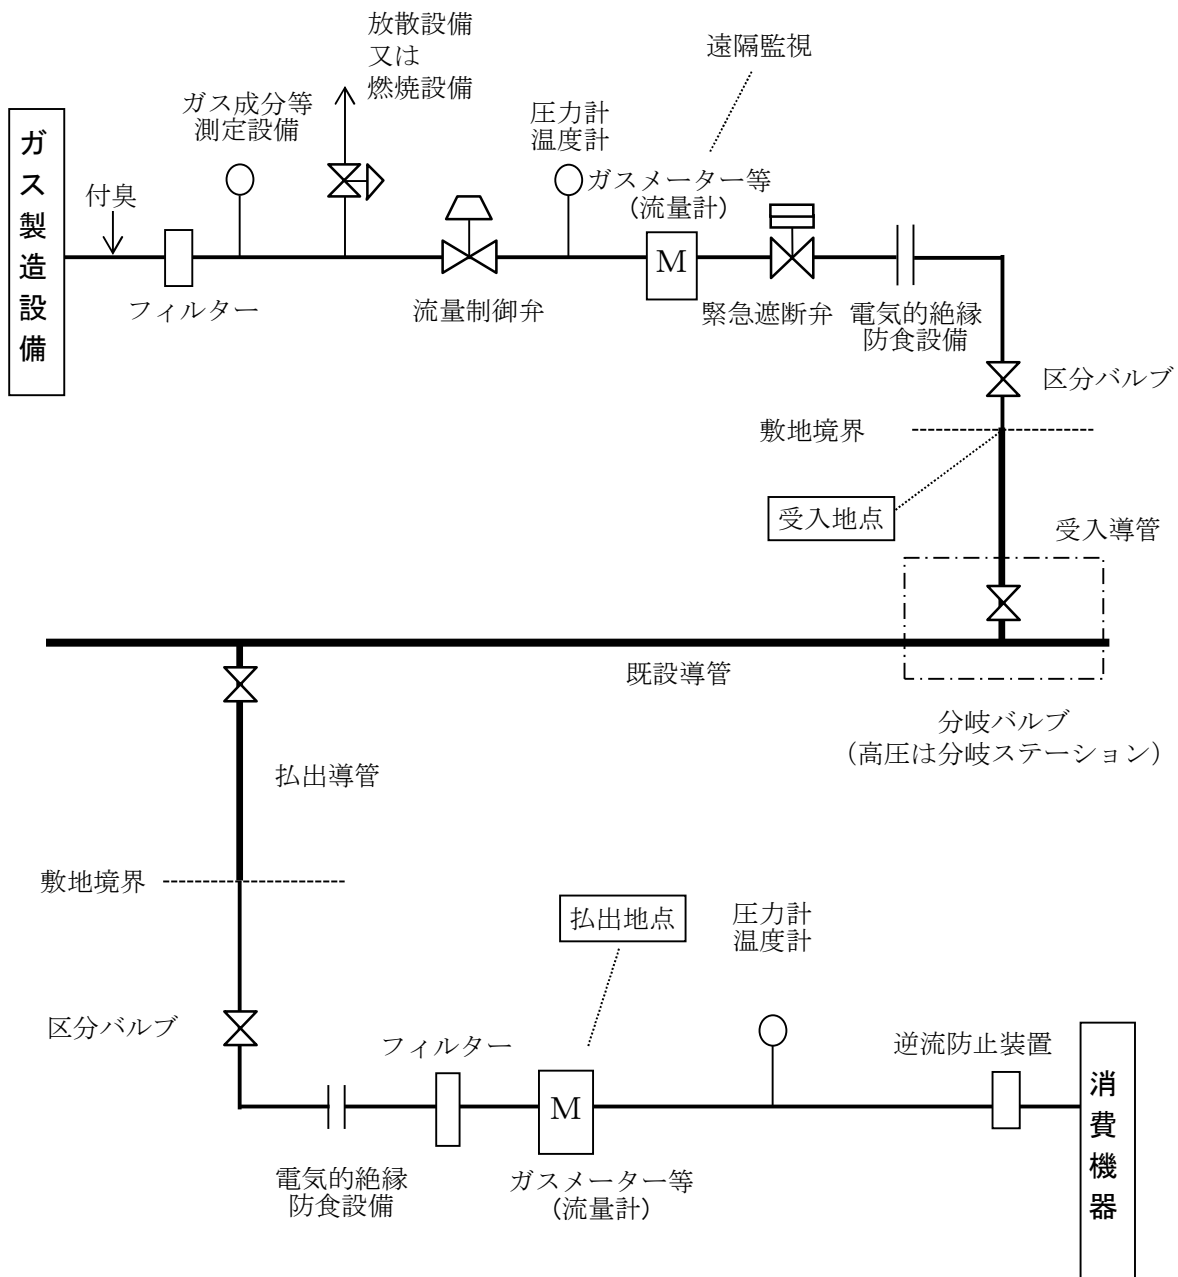 放散設備
又は
燃焼設備
遠隔監視
ガス成分等
測定設備
圧力計
温度計
ガスメーター等
(流量計)
付臭
ガス製造設備
M
フィルター
流量制御弁
緊急遮断弁
電気的絶縁
防食設備
区分バルブ
敷地境界
受入地点
受入導管
既設導管
分岐バルブ
（高圧は分岐ステーション）
払出導管
敷地境界
払出地点
圧力計
温度計
区分バルブ
フィルター
逆流防止装置
M
消費機器
電気的絶縁
防食設備
ガスメーター等
(流量計)